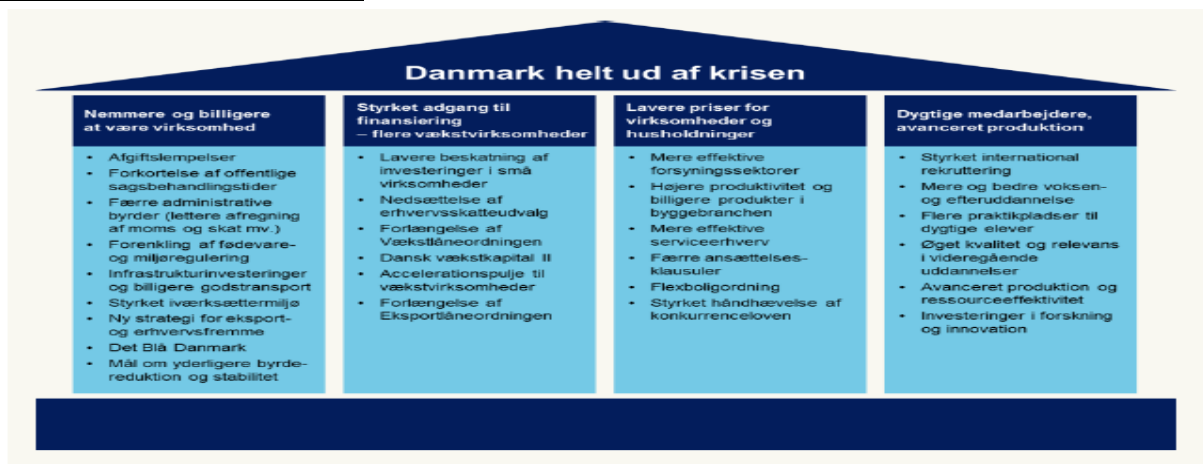 Danmark helt ud af krisen
Nemmere og billigere
at være virksomhed
• Afgiftslempelser
• Forkortelse af offentlige
sagsbehandlingstider
• Færre administrative
byrder (lettere afregning
af moms og skat mv.)
• Forenkling af fødevare-
og miljøregulering
• Infrastrukturinvesteringer
og billigere godstransport
• Styrket iværksættermiljø
• Ny strategi for eksport-
og erhvervsfremme
• Det Blå Danmark
• Mål om yderligere byrde-
reduktion og stabilitet
Styrket adgang til
finansiering
– flere vækstvirksomheder
• Lavere beskatning af
investeringer i små
virksomheder
• Nedsættelse af
erhvervsskatteudvalg
• Forlængelse af
Vækstlåneordningen
• Dansk vækstkapital II
• Accelerationspulje til
vækstvirksomheder
• Forlængelse af
Eksportlåneordningen
Lavere priser for
virksomheder og
husholdninger
• Mere effektive
forsyningssektorer
• Højere produktivitet og
billigere produkter i
byggebranchen
• Mere effektive
serviceerhverv
• Færre ansættelses-
klausuler
• Flexboligordning
• Styrket håndhævelse af
konkurrenceloven
Dygtige medarbejdere,
avanceret produktion
• Styrket international
rekruttering
• Mere og bedre voksen-
og efteruddannelse
• Flere praktikpladser til
dygtige elever
• Øget kvalitet og relevans
i videregående
uddannelser
• Avanceret produktion og
ressourceeffektivitet
• Investeringer i forskning
og innovation